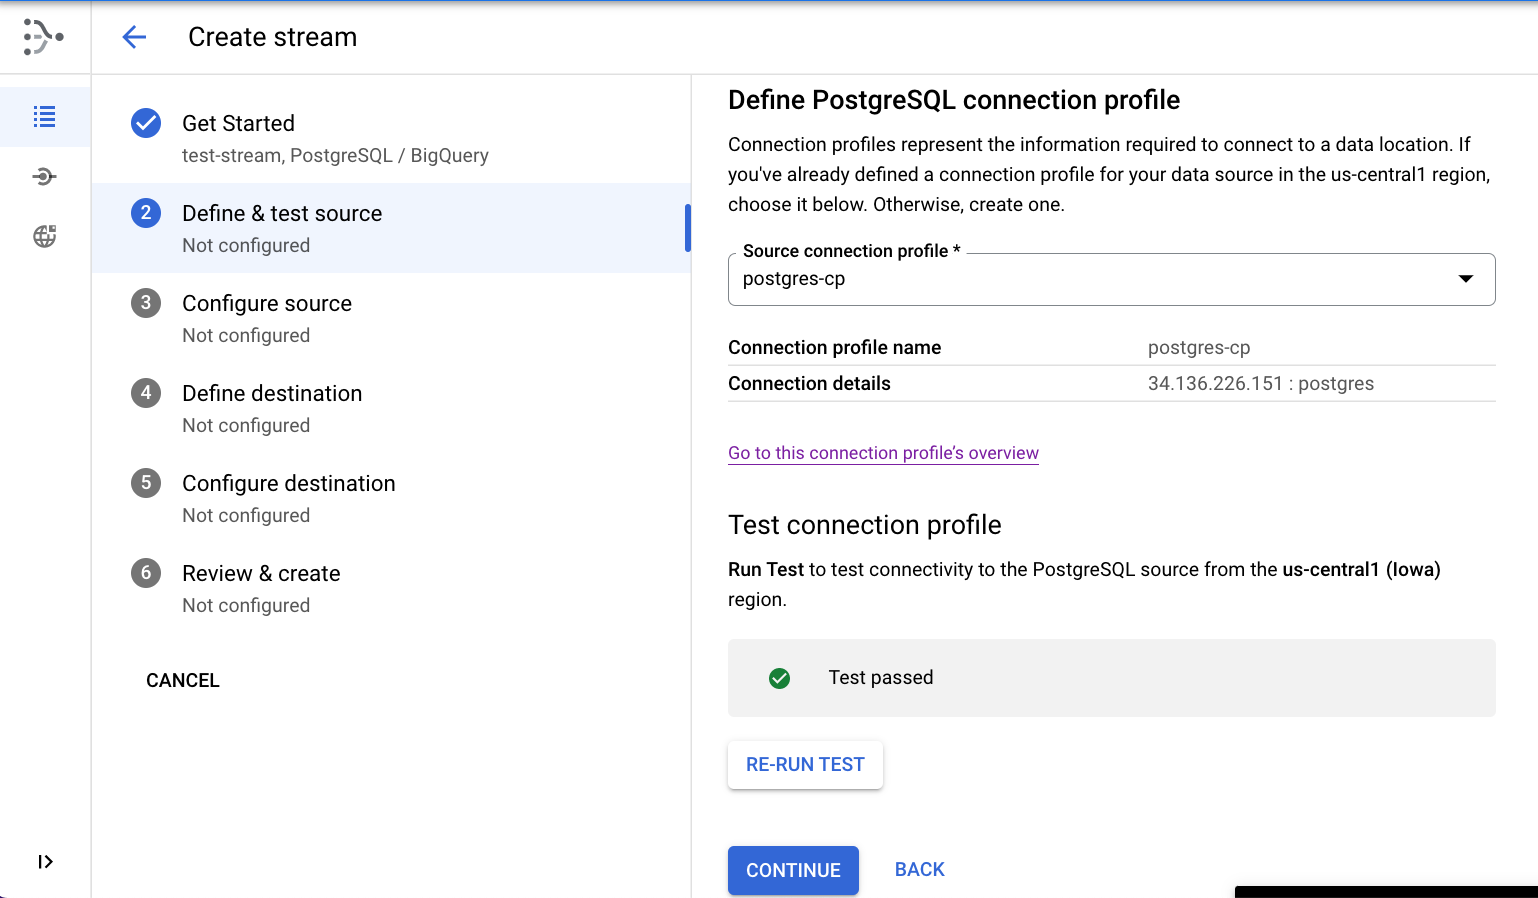 Create stream
Get Started
test-stream, PostgreSQL / BigQuery
2
Define & test source
Not configured
3
Configure source
Not configured
4
Define destination
Not configured
5
Configure destination
Not configured
6
Review & create
Not configured
CANCEL
Define PostgreSQL connection profile
Connection profiles represent the information required to connect to a data location. If
you've already defined a connection profile for your data source in the us-central1 region,
choose it below. Otherwise, create one.
Source connection profile *
postgres-cp
Connection profile name postgres-cp
Connection details 34.136.226.151 : postgres
Go to this connection profile’s overview
Test connection profile
Run Test to test connectivity to the PostgreSQL source from the us-central1 (Iowa)
region.
Test passed
RE-RUN TEST
CONTINUE BACK